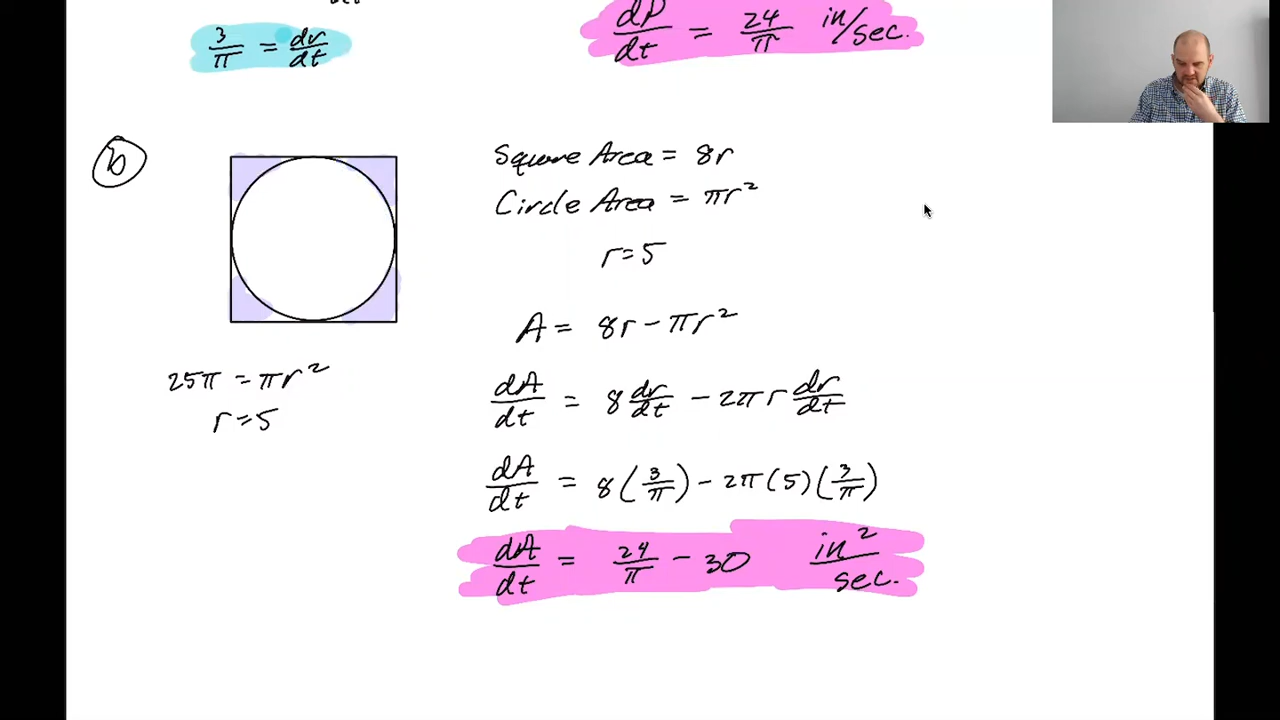 dP/dt = 24/π in/sec.
3/π = dr/dt
b
Square Area = 8r
Circle Area = πr²
r = 5
A = 8r - πr²
25π = πr²
r = 5
dA/dt = 8 dr/dt - 2πr dr/dt
dA/dt = 8(3/π) - 2π(5)(3/π)
dA/dt = 24/π - 30 in²/sec.